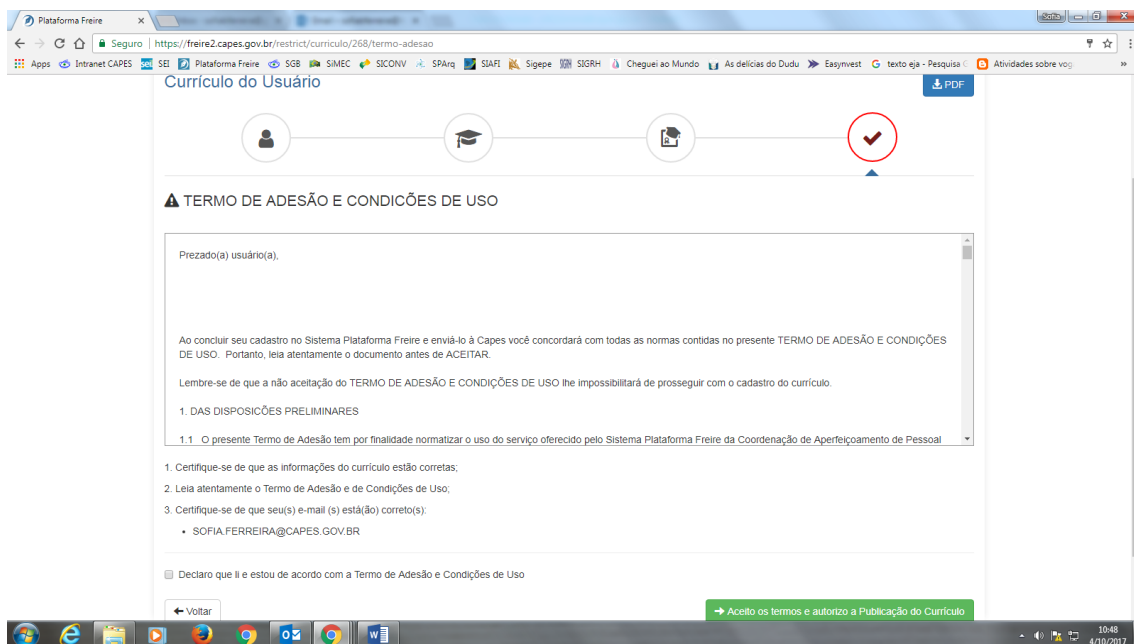 Plataforma Freire
Sofia
Seguro | https://freire2.capes.gov.br/restrict/curriculo/268/termo-adesao
Apps Intranet CAPES sei SEI Plataforma Freire SGB SiMEC SICONV SPArq SIAFI Sigepe SIGRH Cheguei ao Mundo As delícias do Dudu Easynvest texto eja - Pesquisa Atividades sobre vog
Currículo do Usuário
PDF
TERMO DE ADESÃO E CONDICÕES DE USO
Prezado(a) usuário(a),
Ao concluir seu cadastro no Sistema Plataforma Freire e enviá-lo à Capes você concordará com todas as normas contidas no presente TERMO DE ADESÃO E CONDIÇÕES
DE USO. Portanto, leia atentamente o documento antes de ACEITAR.
Lembre-se de que a não aceitação do TERMO DE ADESÃO E CONDIÇÕES DE USO lhe impossibilitará de prosseguir com o cadastro do currículo.
1. DAS DISPOSICÕES PRELIMINARES
1.1 O presente Termo de Adesão tem por finalidade normatizar o uso do serviço oferecido pelo Sistema Plataforma Freire da Coordenação de Aperfeiçoamento de Pessoal
1. Certifique-se de que as informações do currículo estão corretas;
2. Leia atentamente o Termo de Adesão e de Condições de Uso;
3. Certifique-se de que seu(s) e-mail (s) está(ão) correto(s):
• SOFIA.FERREIRA@CAPES.GOV.BR
Declaro que li e estou de acordo com a Termo de Adesão e Condições de Uso
Voltar
Aceito os termos e autorizo a Publicação do Currículo
10:48
4/10/2017